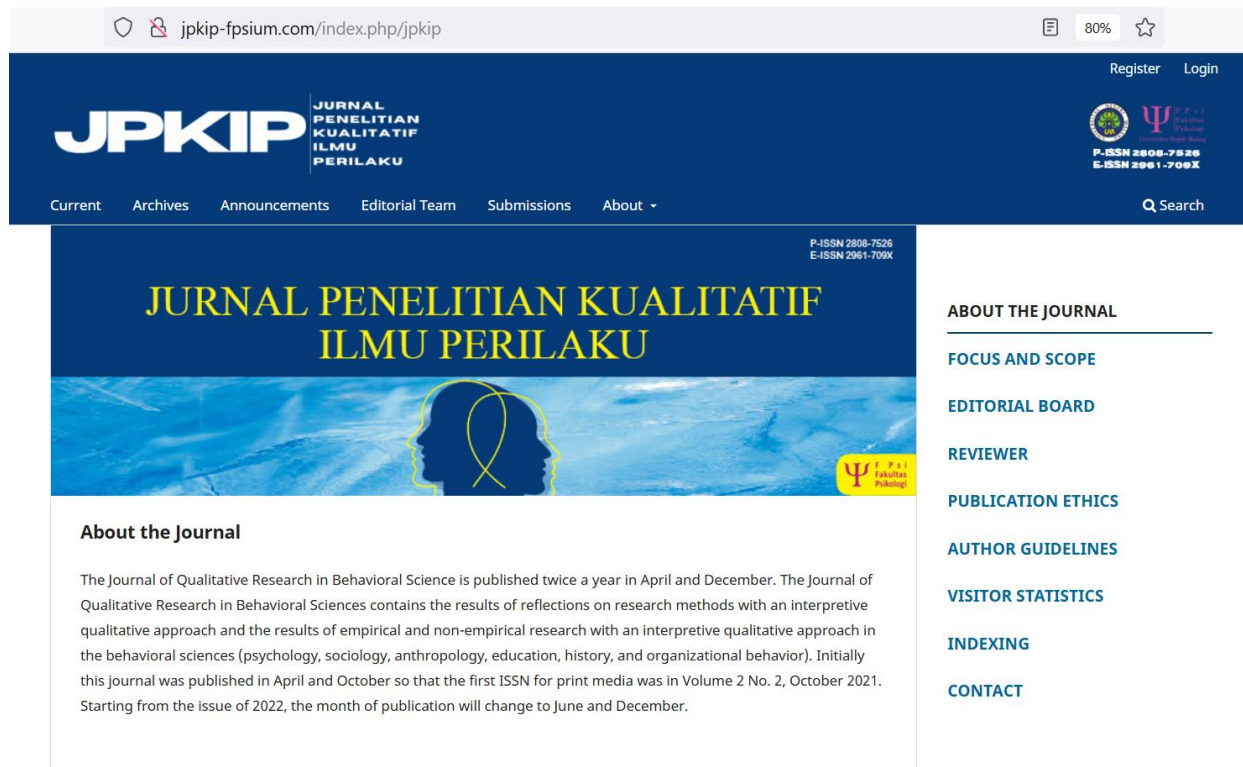 jpkip-fpsium.com/index.php/jpkip
80%
Register Login
JPKIP
JURNAL
PENELITIAN
KUALITATIF
ILMU
PERILAKU
F Psi
Fakultas
Psikologi
Universitas Negeri Malang
P-ISSN 2808-7526
E-ISSN 2961-709X
Current Archives Announcements Editorial Team Submissions About Search
P-ISSN 2808-7526
E-ISSN 2961-709X
JURNAL PENELITIAN KUALITATIF
ILMU PERILAKU
F Psi
Fakultas
Psikologi
About the Journal
The Journal of Qualitative Research in Behavioral Science is published twice a year in April and December. The Journal of
Qualitative Research in Behavioral Sciences contains the results of reflections on research methods with an interpretive
qualitative approach and the results of empirical and non-empirical research with an interpretive qualitative approach in
the behavioral sciences (psychology, sociology, anthropology, education, history, and organizational behavior). Initially
this journal was published in April and October so that the first ISSN for print media was in Volume 2 No. 2, October 2021.
Starting from the issue of 2022, the month of publication will change to June and December.
ABOUT THE JOURNAL
FOCUS AND SCOPE
EDITORIAL BOARD
REVIEWER
PUBLICATION ETHICS
AUTHOR GUIDELINES
VISITOR STATISTICS
INDEXING
CONTACT